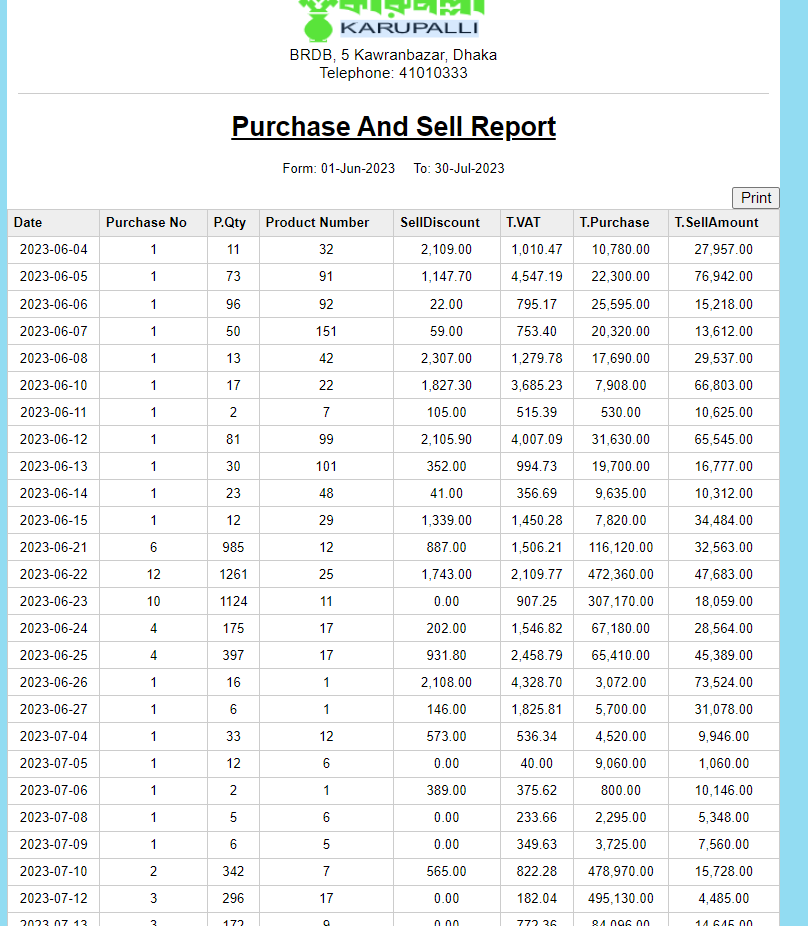 KARUPALLI
BRDB, 5 Kawranbazar, Dhaka
Telephone: 41010333
Purchase And Sell Report
Form: 01-Jun-2023 To: 30-Jul-2023
Print
Date Purchase No P.Qty Product Number SellDiscount T.VAT T.Purchase T.SellAmount
2023-06-04 1 11 32 2,109.00 1,010.47 10,780.00 27,957.00
2023-06-05 1 73 91 1,147.70 4,547.19 22,300.00 76,942.00
2023-06-06 1 96 92 22.00 795.17 25,595.00 15,218.00
2023-06-07 1 50 151 59.00 753.40 20,320.00 13,612.00
2023-06-08 1 13 42 2,307.00 1,279.78 17,690.00 29,537.00
2023-06-10 1 17 22 1,827.30 3,685.23 7,908.00 66,803.00
2023-06-11 1 2 7 105.00 515.39 530.00 10,625.00
2023-06-12 1 81 99 2,105.90 4,007.09 31,630.00 65,545.00
2023-06-13 1 30 101 352.00 994.73 19,700.00 16,777.00
2023-06-14 1 23 48 41.00 356.69 9,635.00 10,312.00
2023-06-15 1 12 29 1,339.00 1,450.28 7,820.00 34,484.00
2023-06-21 6 985 12 887.00 1,506.21 116,120.00 32,563.00
2023-06-22 12 1261 25 1,743.00 2,109.77 472,360.00 47,683.00
2023-06-23 10 1124 11 0.00 907.25 307,170.00 18,059.00
2023-06-24 4 175 17 202.00 1,546.82 67,180.00 28,564.00
2023-06-25 4 397 17 931.80 2,458.79 65,410.00 45,389.00
2023-06-26 1 16 1 2,108.00 4,328.70 3,072.00 73,524.00
2023-06-27 1 6 1 146.00 1,825.81 5,700.00 31,078.00
2023-07-04 1 33 12 573.00 536.34 4,520.00 9,946.00
2023-07-05 1 12 6 0.00 40.00 9,060.00 1,060.00
2023-07-06 1 2 1 389.00 375.62 800.00 10,146.00
2023-07-08 1 5 6 0.00 233.66 2,295.00 5,348.00
2023-07-09 1 6 5 0.00 349.63 3,725.00 7,560.00
2023-07-10 2 342 7 565.00 822.28 478,970.00 15,728.00
2023-07-12 3 296 17 0.00 182.04 495,130.00 4,485.00
2023-07-13 3 172 9 0.00 772.36 84,096.00 14,645.00